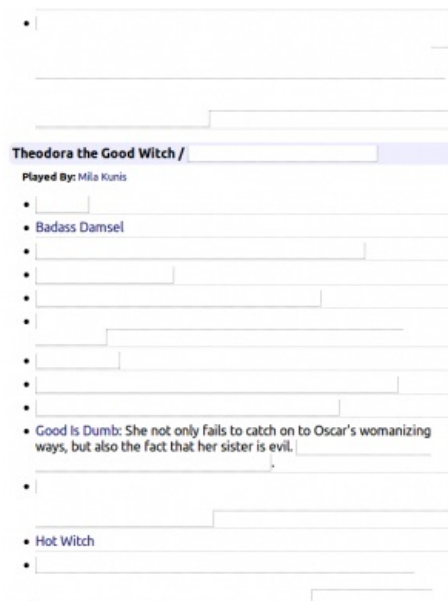 Theodora the Good Witch /
Played By: Mila Kunis
Badass Damsel
Good Is Dumb: She not only fails to catch on to Oscar's womanizing
ways, but also the fact that her sister is evil.
.
Hot Witch